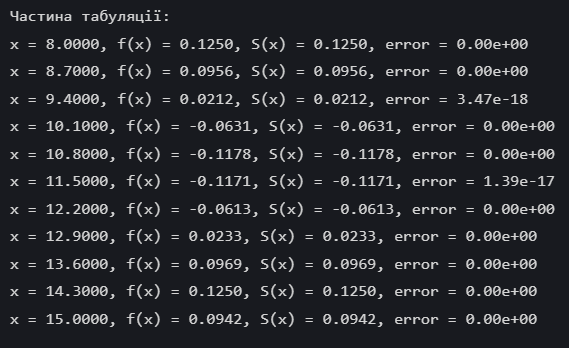 Частина табуляції:
x = 8.0000, f(x) = 0.1250, S(x) = 0.1250, error = 0.00e+00
x = 8.7000, f(x) = 0.0956, S(x) = 0.0956, error = 0.00e+00
x = 9.4000, f(x) = 0.0212, S(x) = 0.0212, error = 3.47e-18
x = 10.1000, f(x) = -0.0631, S(x) = -0.0631, error = 0.00e+00
x = 10.8000, f(x) = -0.1178, S(x) = -0.1178, error = 0.00e+00
x = 11.5000, f(x) = -0.1171, S(x) = -0.1171, error = 1.39e-17
x = 12.2000, f(x) = -0.0613, S(x) = -0.0613, error = 0.00e+00
x = 12.9000, f(x) = 0.0233, S(x) = 0.0233, error = 0.00e+00
x = 13.6000, f(x) = 0.0969, S(x) = 0.0969, error = 0.00e+00
x = 14.3000, f(x) = 0.1250, S(x) = 0.1250, error = 0.00e+00
x = 15.0000, f(x) = 0.0942, S(x) = 0.0942, error = 0.00e+00